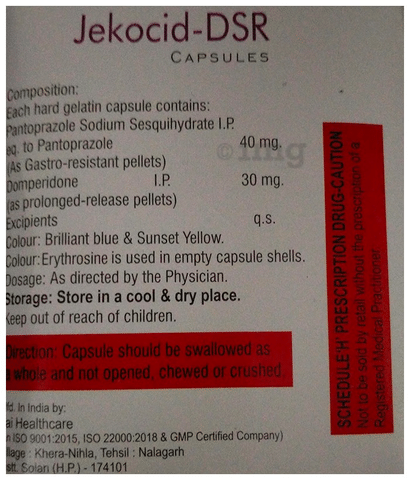 Jekocid-DSR
CAPSULES
Composition:
Each hard gelatin capsule contains:
Pantoprazole Sodium Sesquihydrate I.P.
eq. to Pantoprazole 40 mg.
(As Gastro-resistant pellets)
Domperidone I.P. 30 mg.
(as prolonged-release pellets)
Excipients q.s.
Colour: Brilliant blue & Sunset Yellow.
Colour: Erythrosine is used in empty capsule shells.
Dosage: As directed by the Physician.
Storage: Store in a cool & dry place.
Keep out of reach of children.
Direction: Capsule should be swallowed as
a whole and not opened, chewed or crushed.
fd. In India by:
ai Healthcare
n ISO 9001:2015, ISO 22000:2018 & GMP Certified Company)
llage : Khera-Nihla, Tehsil : Nalagarh
stt. Solan (H.P.) - 174101
SCHEDULE'H' PRESCRIPTION DRUG-CAUTION
Not to be sold by retail without the prescription of a
Registered Medical Practitioner.